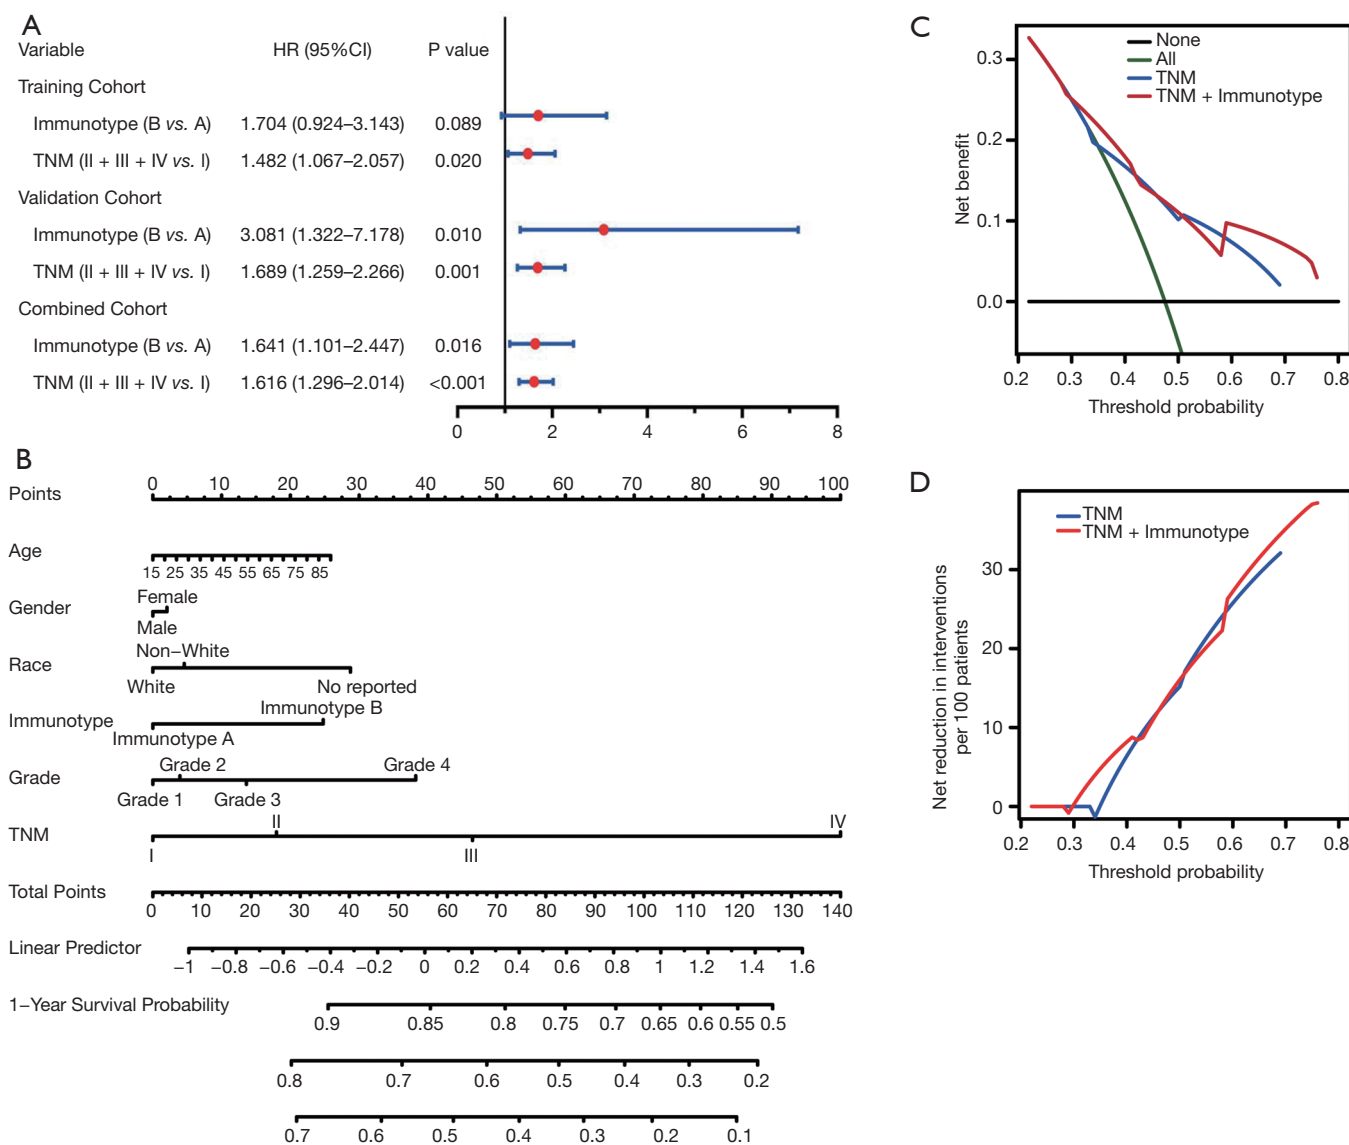 A
Variable HR (95%CI) P value
Training Cohort
Immunotype (B vs. A) 1.704 (0.924–3.143) 0.089
TNM (II + III + IV vs. I) 1.482 (1.067–2.057) 0.020
Validation Cohort
Immunotype (B vs. A) 3.081 (1.322–7.178) 0.010
TNM (II + III + IV vs. I) 1.689 (1.259–2.266) 0.001
Combined Cohort
Immunotype (B vs. A) 1.641 (1.101–2.447) 0.016
TNM (II + III + IV vs. I) 1.616 (1.296–2.014) <0.001
0 2 4 6 8
B
Points 0 10 20 30 40 50 60 70 80 90 100
Age
15 25 35 45 55 65 75 85
Female
Gender
Male
Non–White
Race
White No reported
Immunotype B
Immunotype
Immunotype A
Grade 2 Grade 4
Grade
Grade 1 Grade 3
II IV
TNM
I III
Total Points
0 10 20 30 40 50 60 70 80 90 100 110 120 130 140
Linear Predictor
–1 –0.8 –0.6 –0.4 –0.2 0 0.2 0.4 0.6 0.8 1 1.2 1.4 1.6
1–Year Survival Probability
0.9 0.85 0.8 0.75 0.7 0.65 0.6 0.55 0.5
0.8 0.7 0.6 0.5 0.4 0.3 0.2
0.7 0.6 0.5 0.4 0.3 0.2 0.1
C
None
All
TNM
TNM + Immunotype
Net benefit
0.3
0.2
0.1
0.0
0.2 0.3 0.4 0.5 0.6 0.7 0.8
Threshold probability
D
TNM
TNM + Immunotype
Net reduction in interventions
per 100 patients
30
20
10
0
0.2 0.3 0.4 0.5 0.6 0.7 0.8
Threshold probability